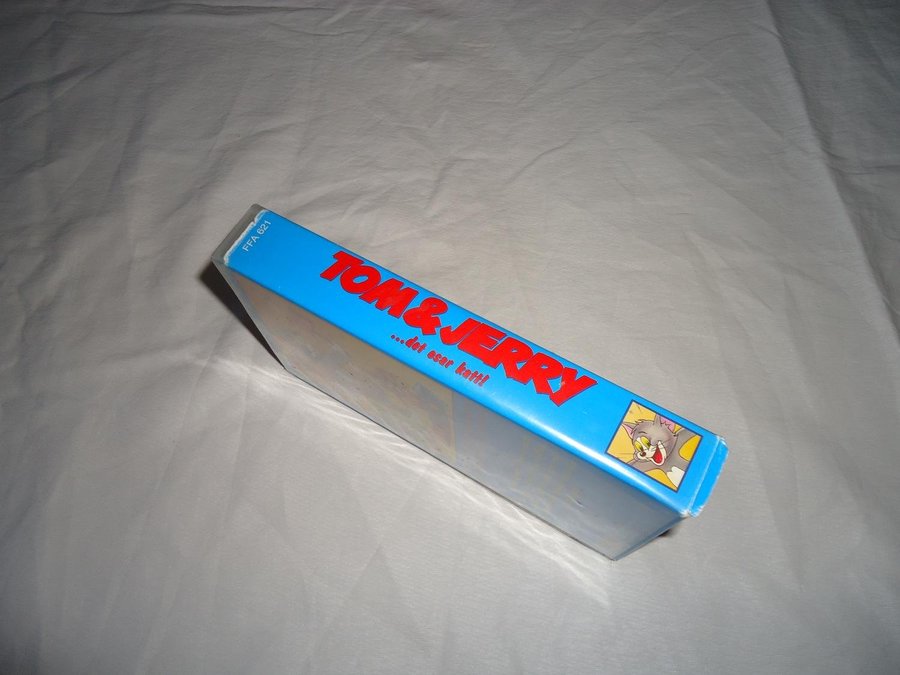 FFA 621
TOM & JERRY
...det osar katt!